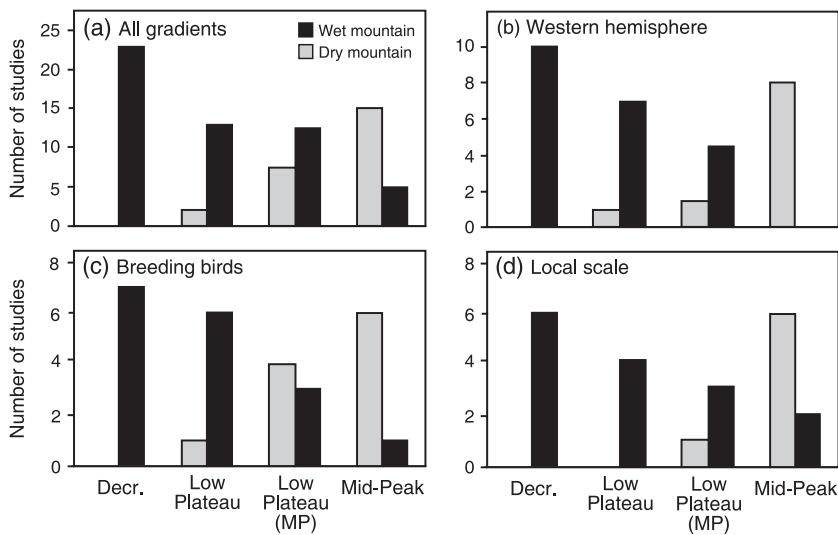 (a) All gradients
Wet mountain
Dry mountain
Number of studies
25
20
15
10
5
0
(b) Western hemisphere
10
8
6
4
2
0
(c) Breeding birds
Number of studies
8
6
4
2
0
Decr.
Low
Plateau
Low
Plateau
(MP)
Mid-Peak
(d) Local scale
8
6
4
2
0
Decr.
Low
Plateau
Low
Plateau
(MP)
Mid-Peak